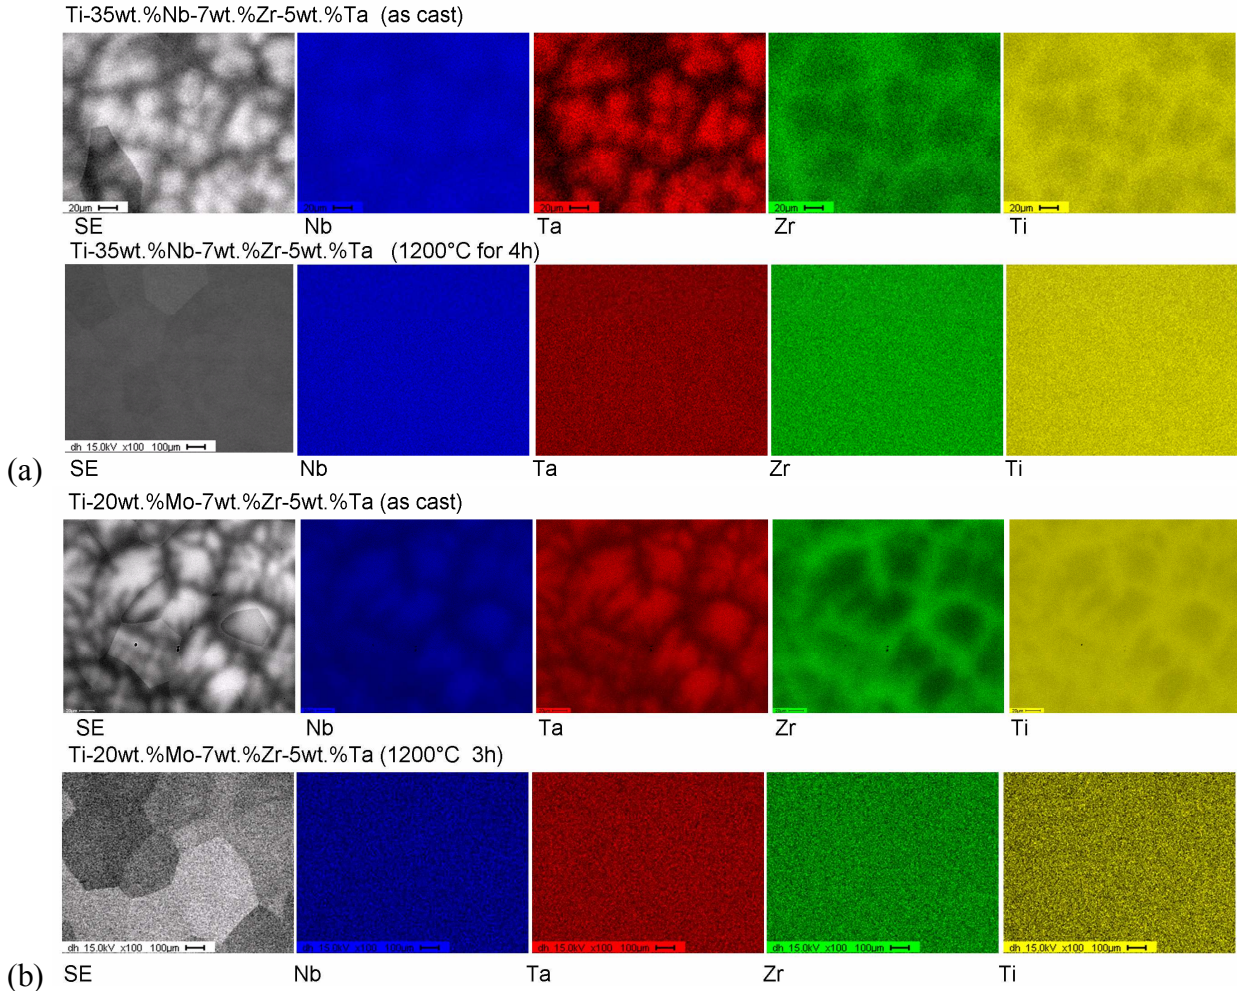 Ti-35wt.%Nb-7wt.%Zr-5wt.%Ta (as cast)
20µm 20µm 20µm 20µm 20µm
SE Nb Ta Zr Ti
Ti-35wt.%Nb-7wt.%Zr-5wt.%Ta (1200°C for 4h)
dh 15.0kV x100 100µm
(a) SE Nb Ta Zr Ti
Ti-20wt.%Mo-7wt.%Zr-5wt.%Ta (as cast)
SE Nb Ta Zr Ti
Ti-20wt.%Mo-7wt.%Zr-5wt.%Ta (1200°C 3h)
dh 15.0kV x100 100µm dh 15.0kV x100 100µm dh 15.0kV x100 100µm dh 15.0kV x100 100µm dh 15.0kV x100 100µm
(b) SE Nb Ta Zr Ti